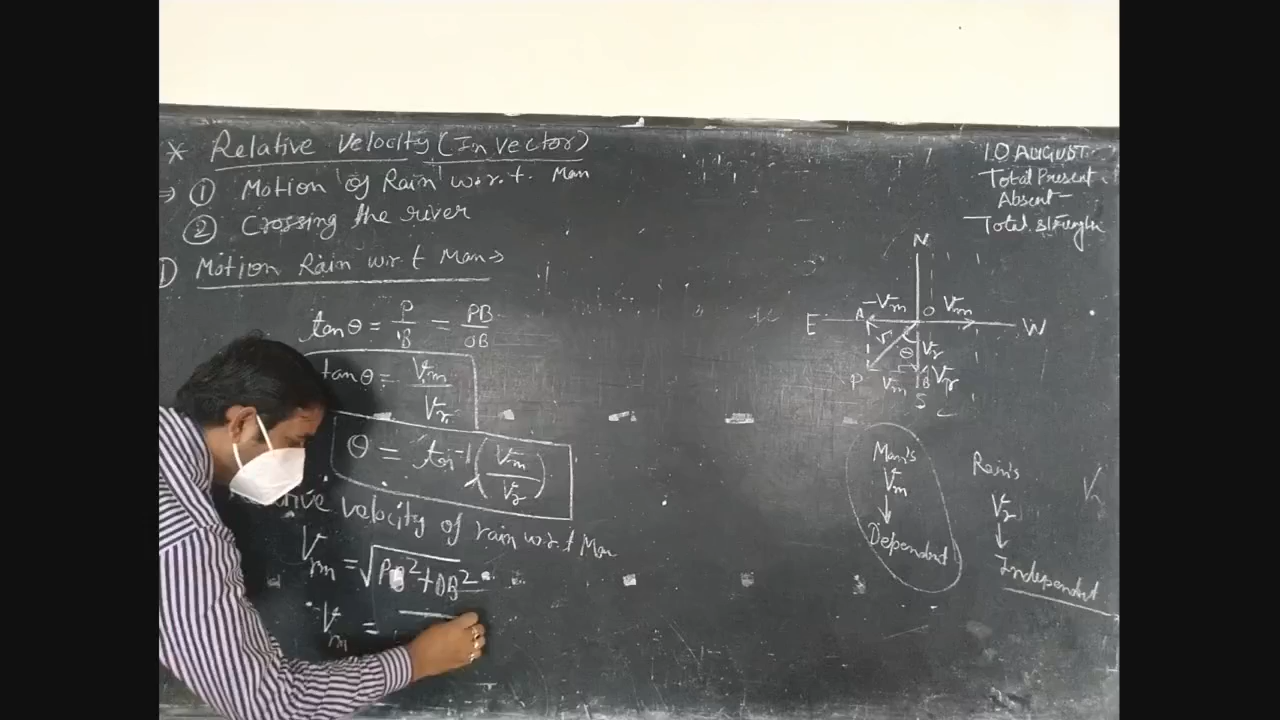 * Relative Velocity (In Vector)
⇒ ① Motion of Rain w.r.t. Man
② Crossing the river
① Motion Rain w.r.t Man→
tanθ = P/B = PB/OB
tanθ = Vm/Vr
θ = tan⁻¹(Vm/Vr)
velocity of rain w.r.t Man
Vrm = √PB²+OB²
Vrm =
10 AUGUST
Total Present
Absent -
Total strength
N
-Vm O Vm
E A W
Vr
θ
P Vm B Vr
S
Man's
Vm
↓
Dependent
Rain's
Vr
↓
Independent